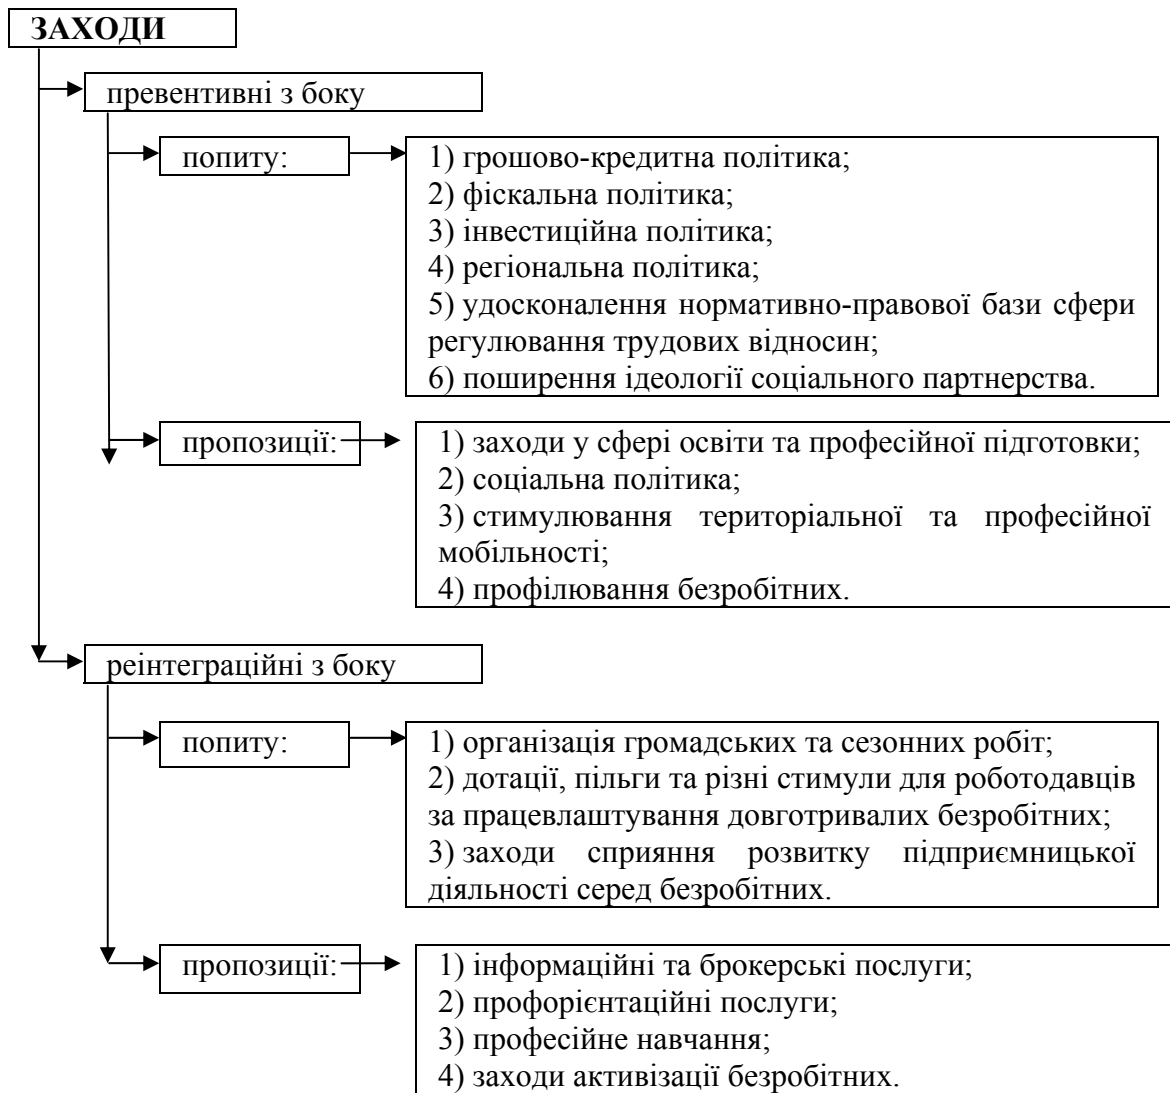 ЗАХОДИ
превентивні з боку
попиту:
1) грошово-кредитна політика;
2) фіскальна політика;
3) інвестиційна політика;
4) регіональна політика;
5) удосконалення нормативно-правової бази сфери
регулювання трудових відносин;
6) поширення ідеології соціального партнерства.
пропозиції:
1) заходи у сфері освіти та професійної підготовки;
2) соціальна політика;
3) стимулювання територіальної та професійної
мобільності;
4) профілювання безробітних.
реінтеграційні з боку
попиту:
1) організація громадських та сезонних робіт;
2) дотації, пільги та різні стимули для роботодавців
за працевлаштування довготривалих безробітних;
3) заходи сприяння розвитку підприємницької
діяльності серед безробітних.
пропозиції:
1) інформаційні та брокерські послуги;
2) профорієнтаційні послуги;
3) професійне навчання;
4) заходи активізації безробітних.